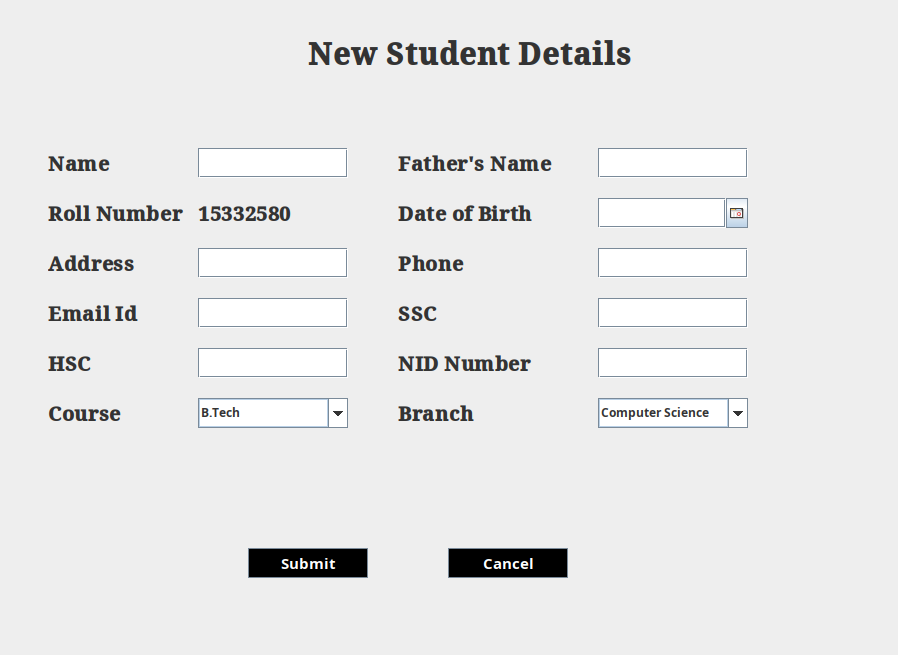 New Student Details
Name Father's Name
Roll Number 15332580 Date of Birth
Address Phone
Email Id SSC
HSC NID Number
Course B.Tech Branch Computer Science
Submit Cancel